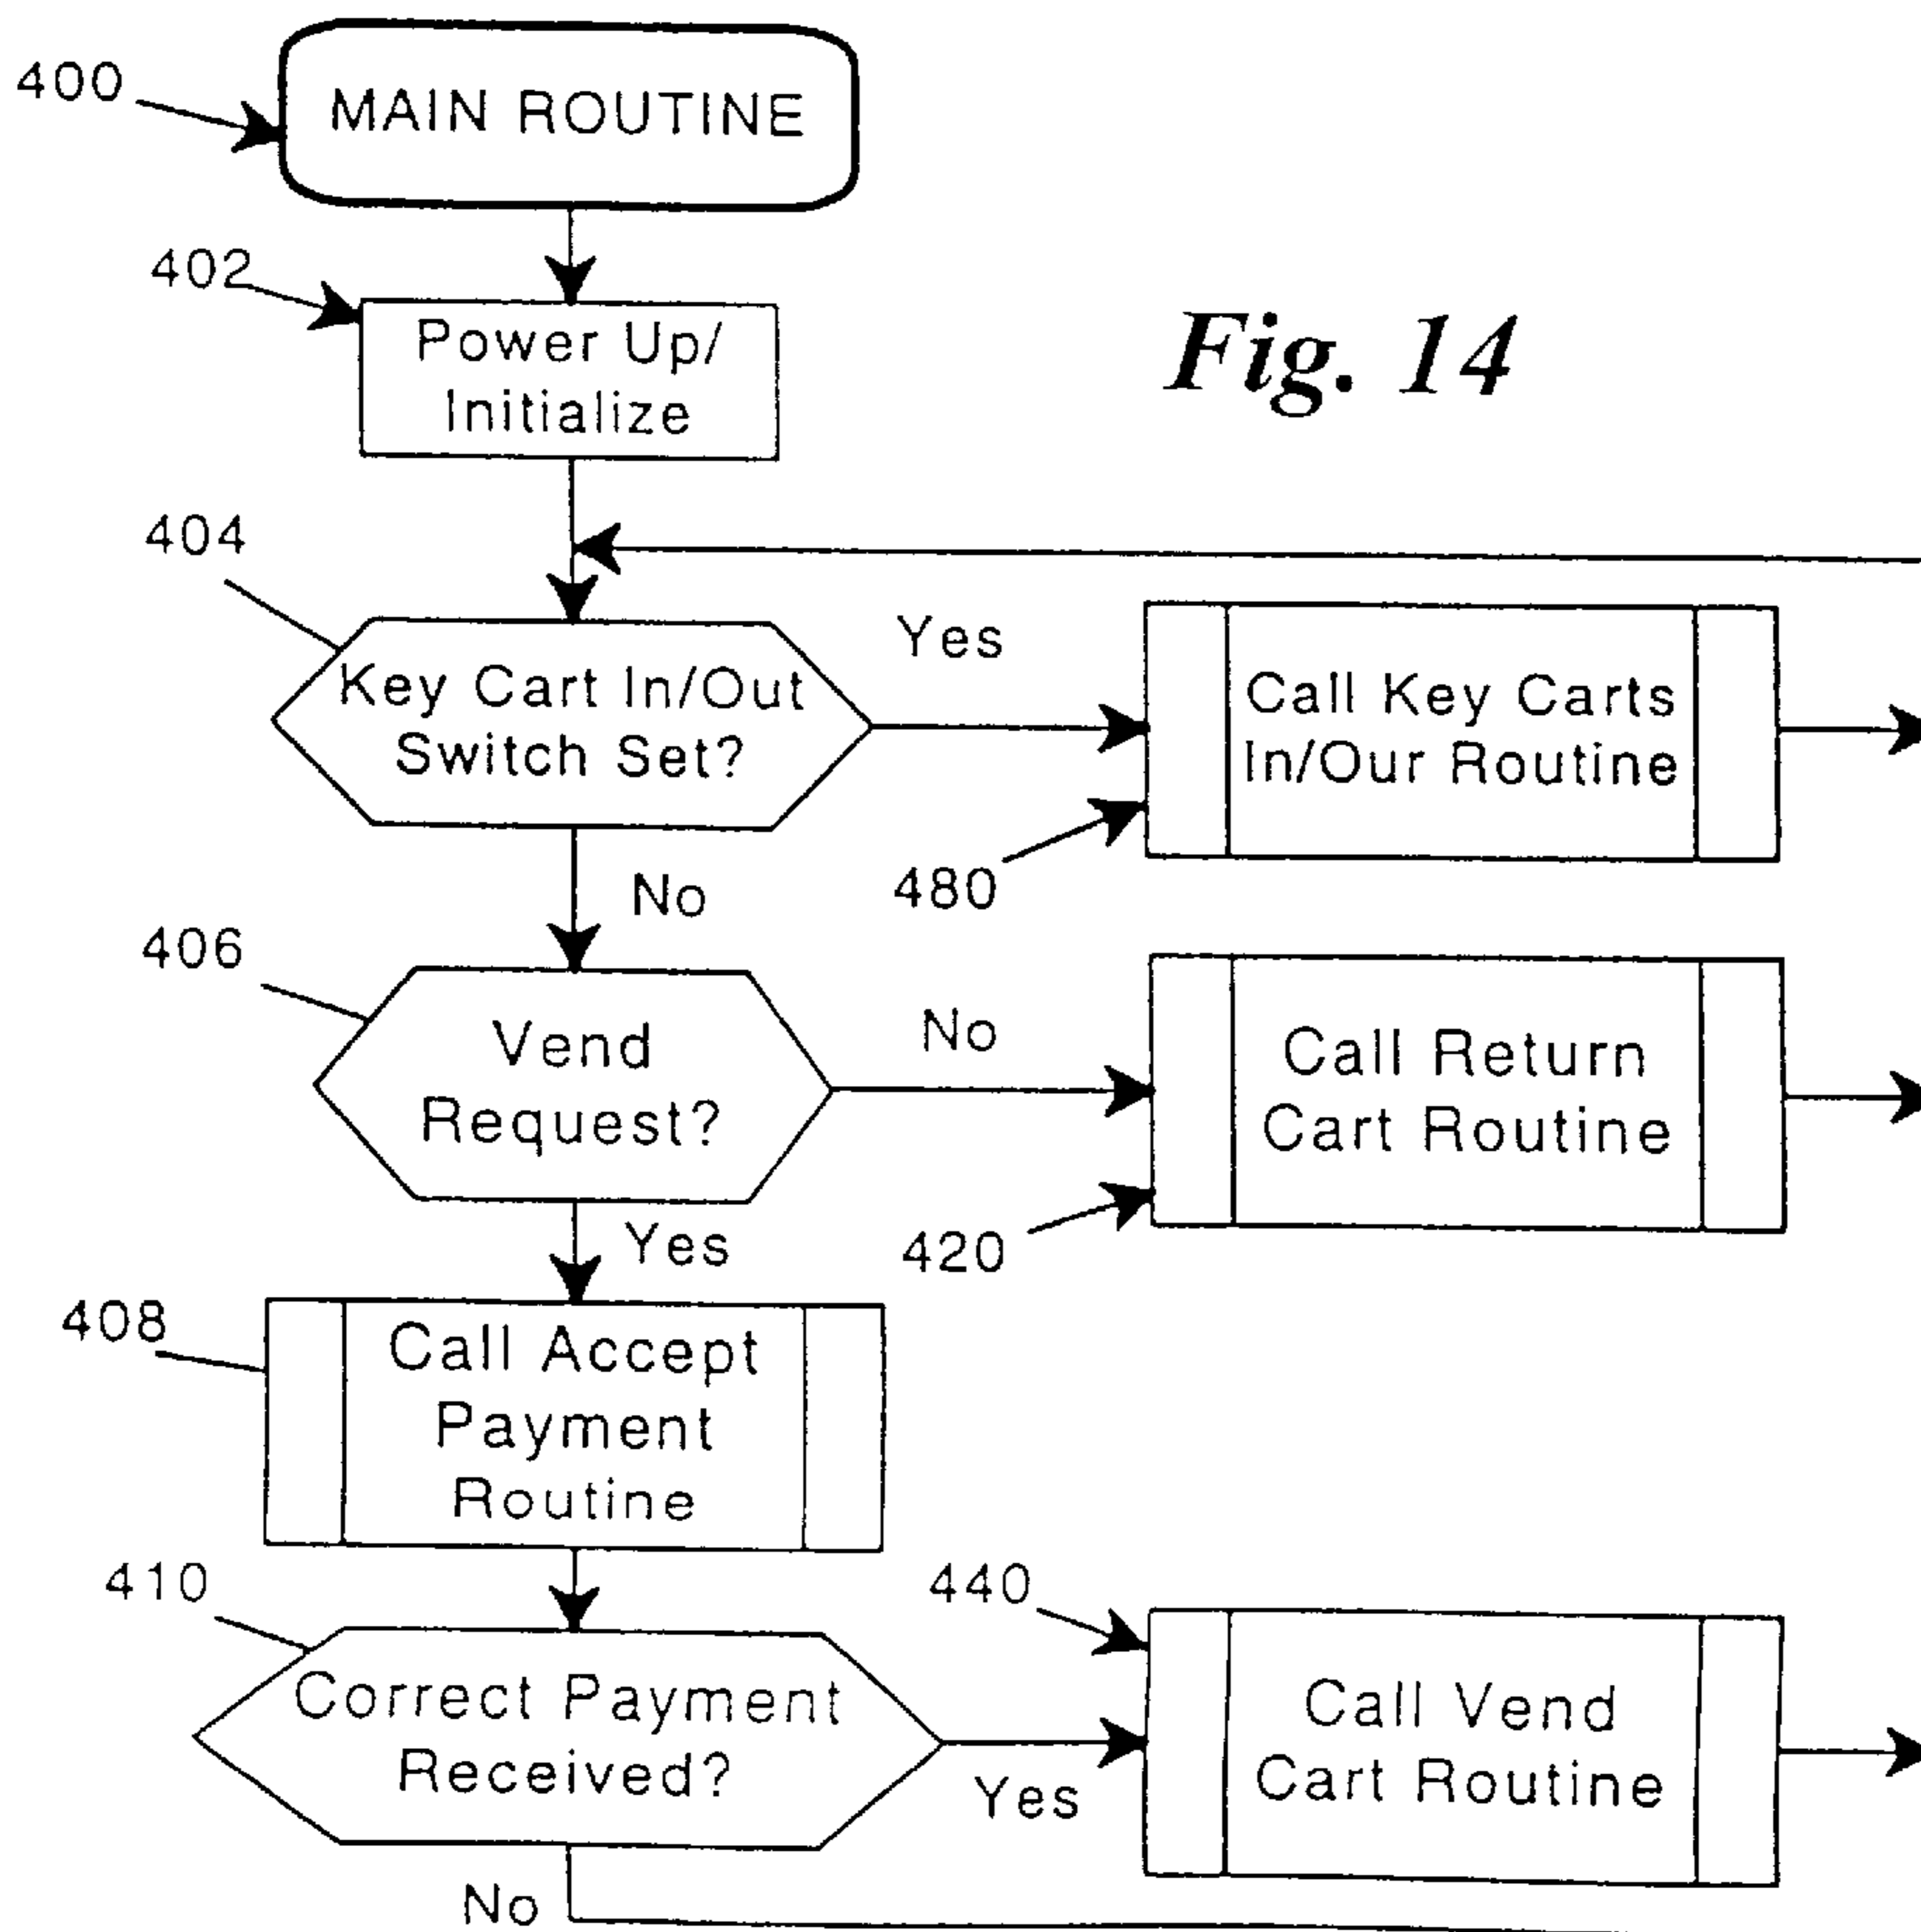 400
MAIN ROUTINE
402
Power Up/
Initialize
Fig. 14
404
Key Cart In/Out
Switch Set?
Yes
Call Key Carts
In/Our Routine
480
No
406
Vend
Request?
No
Call Return
Cart Routine
420
Yes
408
Call Accept
Payment
Routine
410
Correct Payment
Received?
Yes
440
Call Vend
Cart Routine
No